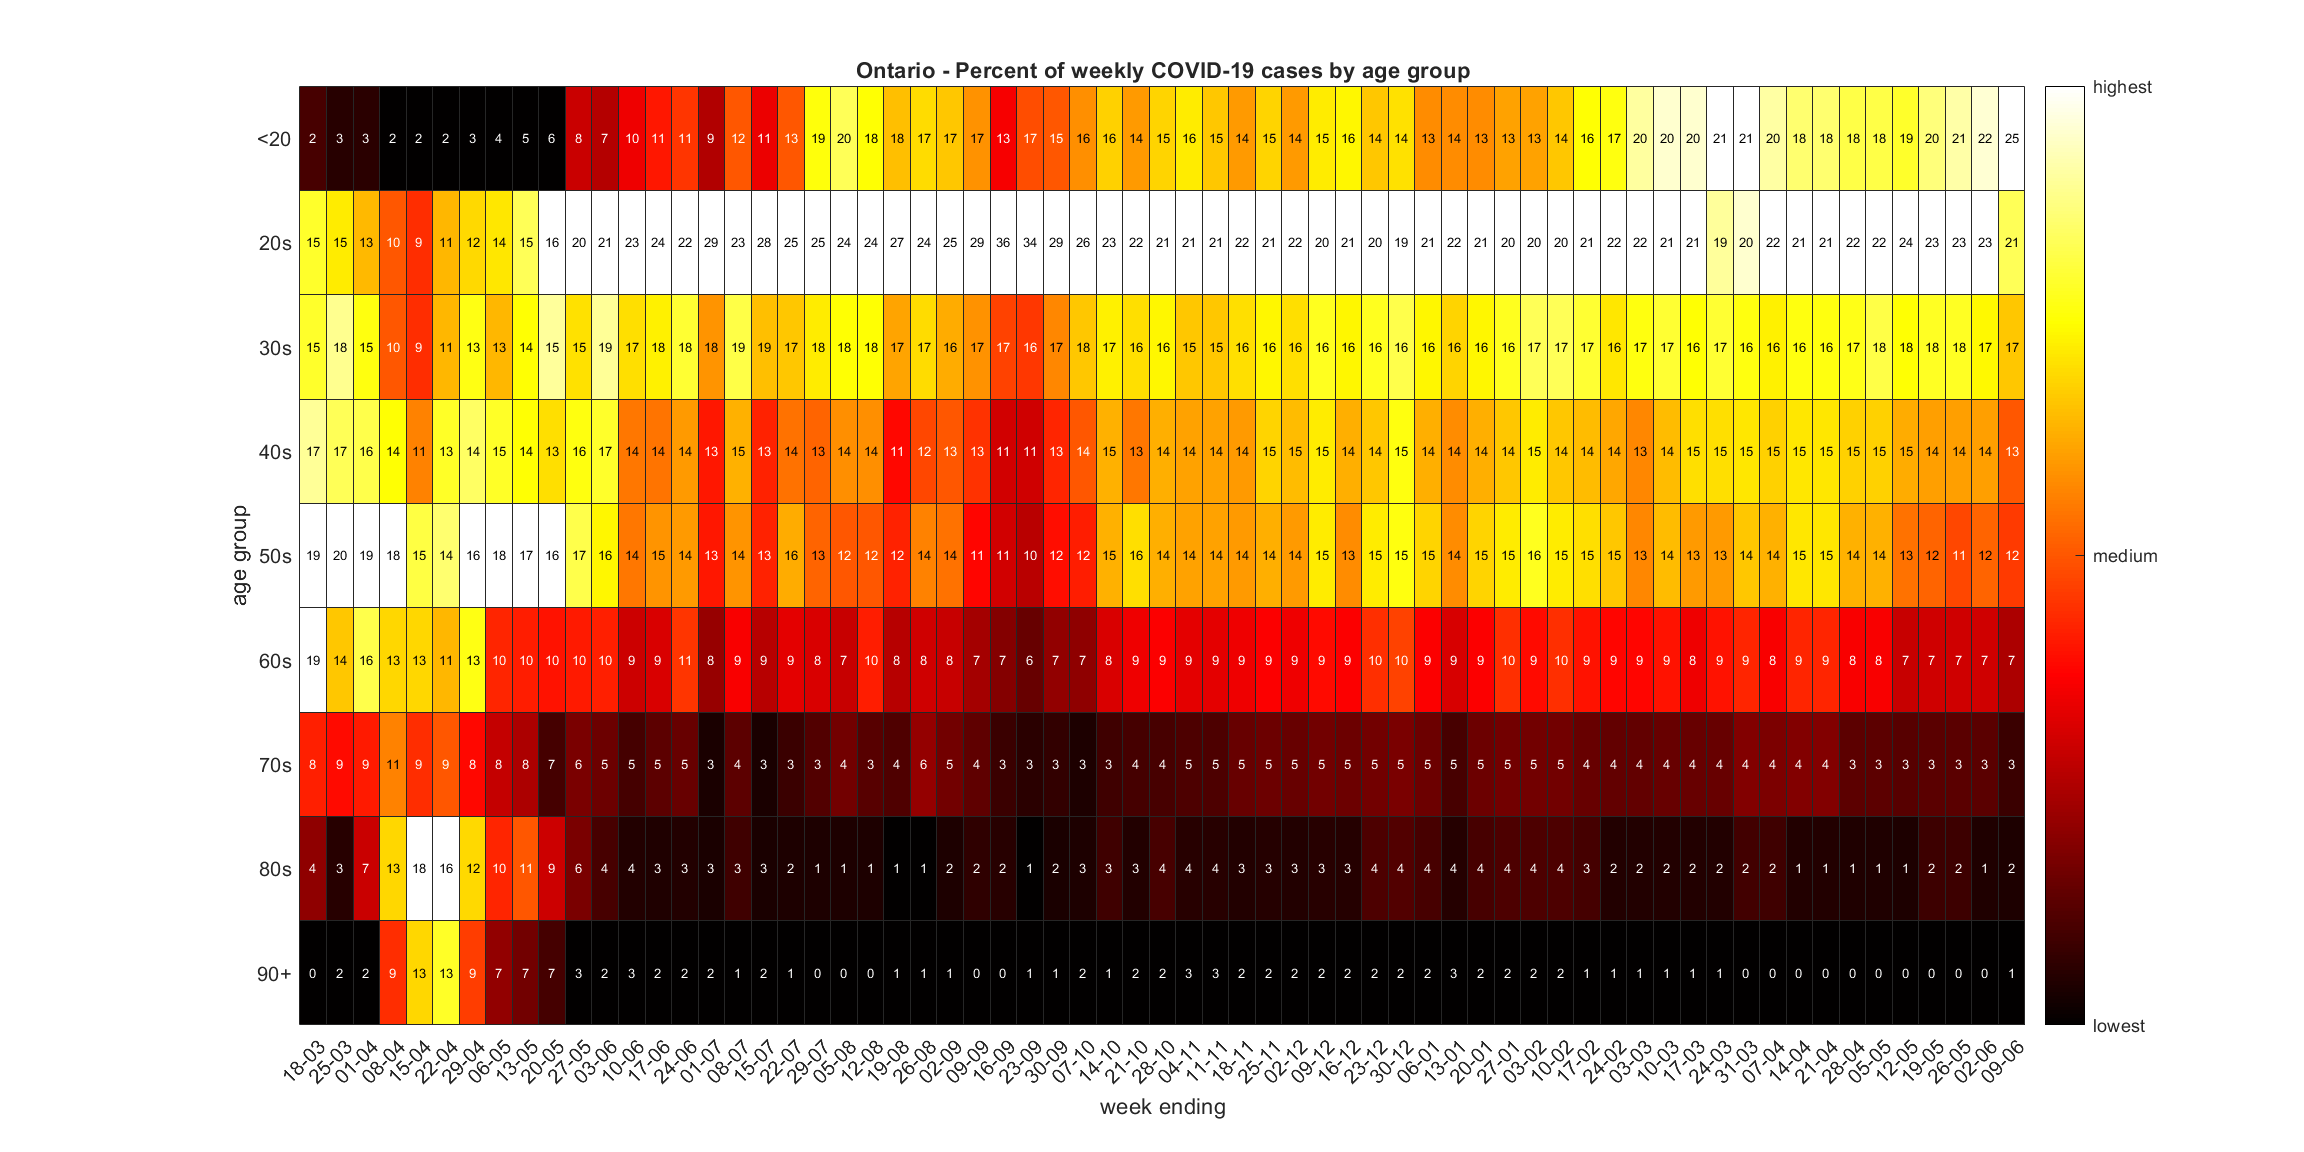 Ontario - Percent of weekly COVID-19 cases by age group
highest
<20 2 3 3 2 2 2 3 4 5 6 8 7 10 11 11 9 12 11 13 19 20 18 18 17 17 17 13 17 15 16 16 14 15 16 15 14 15 14 15 16 14 14 13 14 13 13 13 14 16 17 20 20 20 21 21 20 18 18 18 18 19 20 21 22 25
20s 15 15 13 10 9 11 12 14 15 16 20 21 23 24 22 29 23 28 25 25 24 24 27 24 25 29 36 34 29 26 23 22 21 21 21 22 21 22 20 21 20 19 21 22 21 20 20 20 21 22 22 21 21 19 20 22 21 21 22 22 24 23 23 23 21
30s 15 18 15 10 9 11 13 13 14 15 15 19 17 18 18 18 19 19 17 18 18 18 17 17 16 17 17 16 17 18 17 16 16 15 15 16 16 16 16 16 16 16 16 16 16 16 17 17 17 16 17 17 16 17 16 16 16 16 17 18 18 18 18 17 17
40s 17 17 16 14 11 13 14 15 14 13 16 17 14 14 14 13 15 13 14 13 14 14 11 12 13 13 11 11 13 14 15 13 14 14 14 14 15 15 15 14 14 15 14 14 14 14 15 14 14 14 13 14 15 15 15 15 15 15 15 15 15 14 14 14 13
age group
50s 19 20 19 18 15 14 16 18 17 16 17 16 14 15 14 13 14 13 16 13 12 12 12 14 14 11 11 10 12 12 15 16 14 14 14 14 14 14 15 13 15 15 15 14 15 15 16 15 15 15 13 14 13 13 14 14 15 15 14 14 13 12 11 12 12
medium
60s 19 14 16 13 13 11 13 10 10 10 10 10 9 9 11 8 9 9 9 8 7 10 8 8 8 7 7 6 7 7 8 9 9 9 9 9 9 9 9 9 10 10 9 9 9 10 9 10 9 9 9 9 8 9 9 8 9 9 8 8 7 7 7 7 7
70s 8 9 9 11 9 9 8 8 8 7 6 5 5 5 5 3 4 3 3 3 4 3 4 6 5 4 3 3 3 3 3 4 4 5 5 5 5 5 5 5 5 5 5 5 5 5 5 5 4 4 4 4 4 4 4 4 4 4 3 3 3 3 3 3 3
80s 4 3 7 13 18 16 12 10 11 9 6 4 4 3 3 3 3 3 2 1 1 1 1 1 2 2 2 1 2 3 3 3 4 4 4 3 3 3 3 3 4 4 4 4 4 4 4 4 3 2 2 2 2 2 2 2 1 1 1 1 1 2 2 1 2
90+ 0 2 2 9 13 13 9 7 7 7 3 2 3 2 2 2 1 2 1 0 0 0 1 1 1 0 0 1 1 2 1 2 2 3 3 2 2 2 2 2 2 2 2 3 2 2 2 2 1 1 1 1 1 1 0 0 0 0 0 0 0 0 0 0 1
lowest
18-03 25-03 01-04 08-04 15-04 22-04 29-04 06-05 13-05 20-05 27-05 03-06 10-06 17-06 24-06 01-07 08-07 15-07 22-07 29-07 05-08 12-08 19-08 26-08 02-09 09-09 16-09 23-09 30-09 07-10 14-10 21-10 28-10 04-11 11-11 18-11 25-11 02-12 09-12 16-12 23-12 30-12 06-01 13-01 20-01 27-01 03-02 10-02 17-02 24-02 03-03 10-03 17-03 24-03 31-03 07-04 14-04 21-04 28-04 05-05 12-05 19-05 26-05 02-06 09-06
week ending